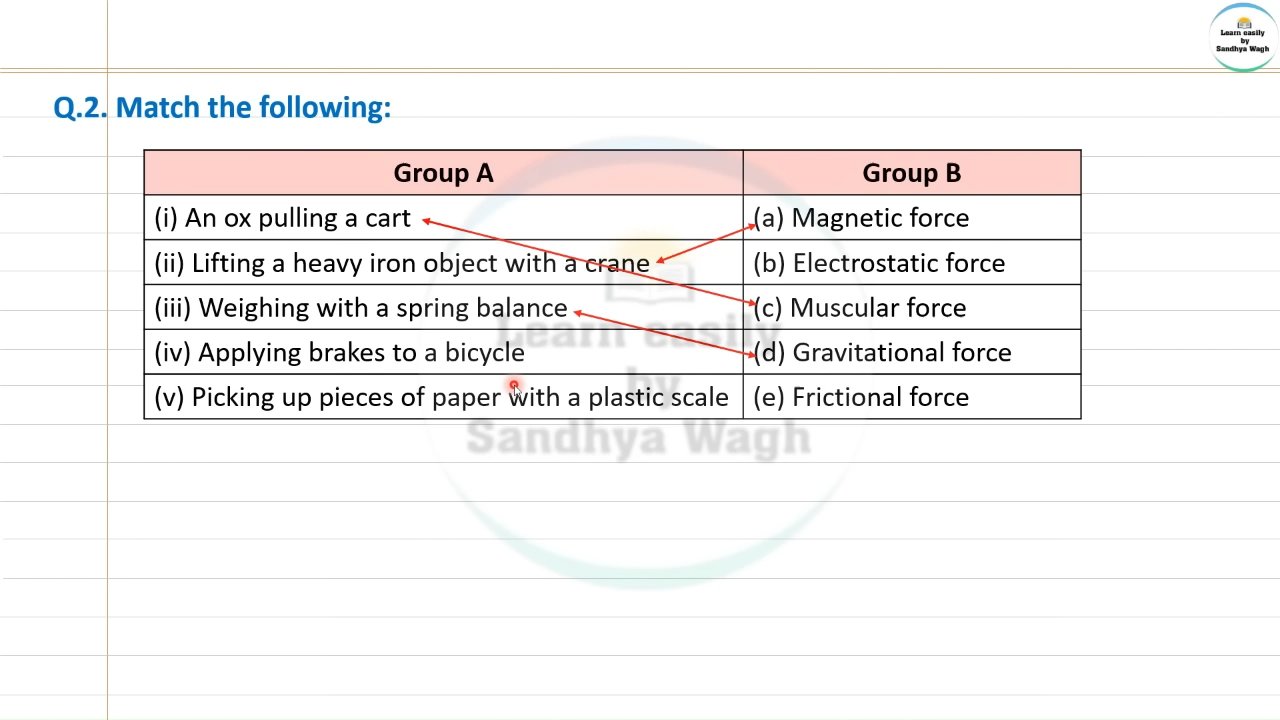 Learn easily
by
Sandhya Wagh
Q.2. Match the following:
Group A Group B
(i) An ox pulling a cart (a) Magnetic force
(ii) Lifting a heavy iron object with a crane (b) Electrostatic force
(iii) Weighing with a spring balance (c) Muscular force
(iv) Applying brakes to a bicycle (d) Gravitational force
(v) Picking up pieces of paper with a plastic scale (e) Frictional force
Learn easily
by
Sandhya Wagh